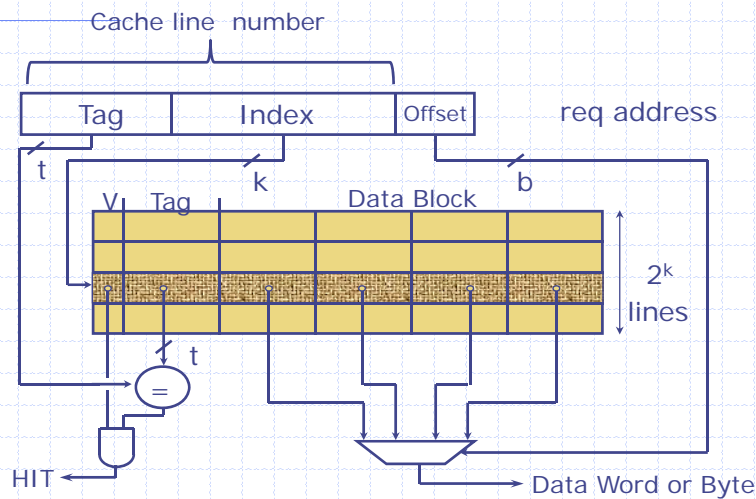 Cache line number
Tag Index Offset req address
t k b
V Tag Data Block
2ᵏ
lines
t
=
HIT
Data Word or Byte